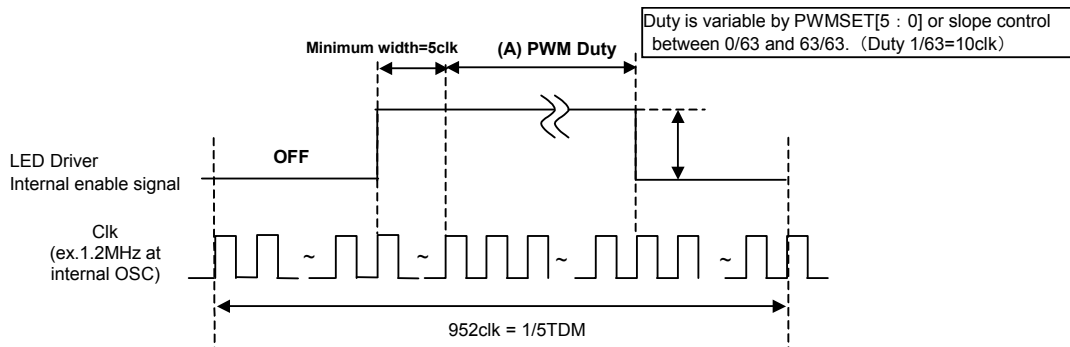 Duty is variable by PWMSET[5 : 0] or slope control
between 0/63 and 63/63.（Duty 1/63=10clk）
Minimum width=5clk
(A) PWM Duty
OFF
LED Driver
Internal enable signal
Clk
(ex.1.2MHz at
internal OSC)
~
~
~
~
952clk = 1/5TDM